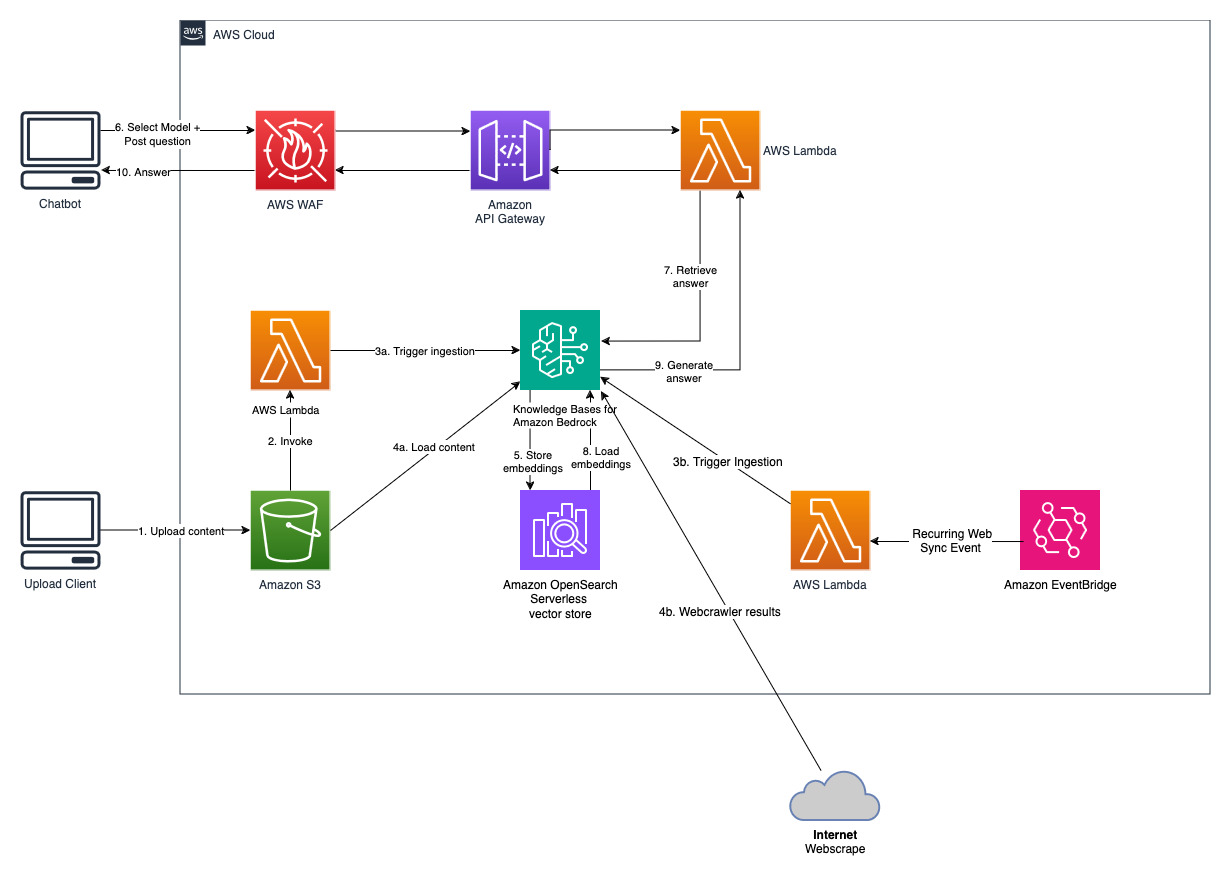 aws
AWS Cloud
6. Select Model +
Post question
10. Answer
Chatbot
AWS WAF
Amazon
API Gateway
AWS Lambda
7. Retrieve
answer
3a. Trigger ingestion
9. Generate
answer
AWS Lambda
Knowledge Bases for
Amazon Bedrock
2. Invoke
4a. Load content
5. Store
embeddings
8. Load
embeddings
3b. Trigger Ingestion
1. Upload content
Recurring Web
Sync Event
Upload Client
Amazon S3
Amazon OpenSearch
Serverless
vector store
AWS Lambda
Amazon EventBridge
4b. Webcrawler results
Internet
Webscrape